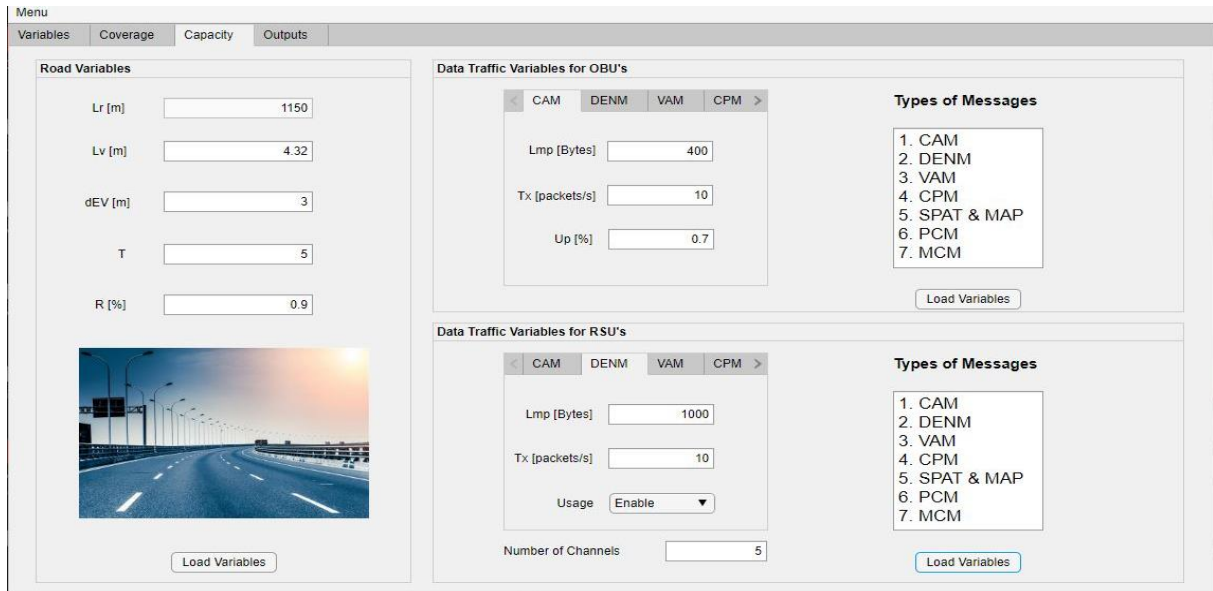 Menu
Variables Coverage Capacity Outputs
Road Variables
Lr [m] 1150
Lv [m] 4.32
dEV [m] 3
T 5
R [%] 0.9
Load Variables
Data Traffic Variables for OBU's
< CAM DENM VAM CPM >
Lmp [Bytes] 400
Tx [packets/s] 10
Up [%] 0.7
Types of Messages
1. CAM
2. DENM
3. VAM
4. CPM
5. SPAT & MAP
6. PCM
7. MCM
Load Variables
Data Traffic Variables for RSU's
< CAM DENM VAM CPM >
Lmp [Bytes] 1000
Tx [packets/s] 10
Usage Enable ▼
Number of Channels 5
Types of Messages
1. CAM
2. DENM
3. VAM
4. CPM
5. SPAT & MAP
6. PCM
7. MCM
Load Variables